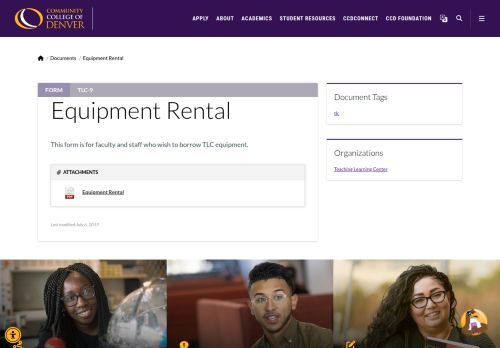 COMMUNITY
COLLEGE OF
DENVER
APPLY ABOUT ACADEMICS STUDENT RESOURCES CCDCONNECT CCD FOUNDATION
/ Documents / Equipment Rental
FORM TLC-9
Equipment Rental
This form is for faculty and staff who wish to borrow TLC equipment.
ATTACHMENTS
PDF
Equipment Rental
Last modified July 6, 2019
Document Tags
tlc
Organizations
Teaching Learning Center